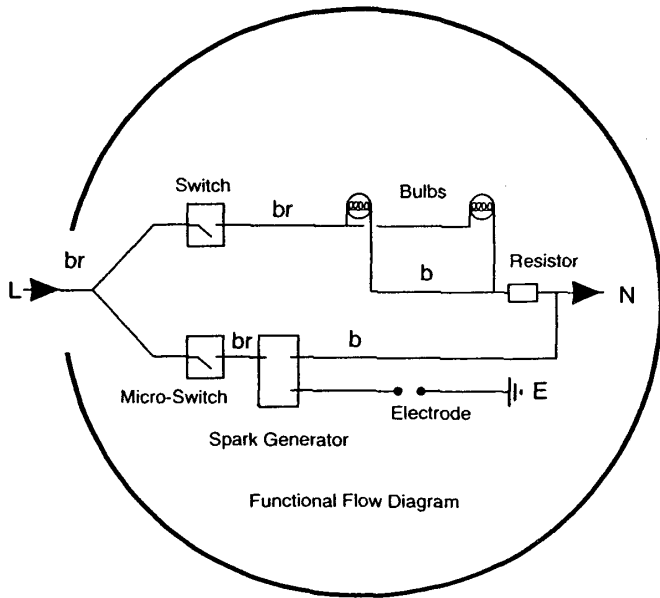 Switch
Bulbs
br
br
Resistor
b
L
N
br
b
Micro-Switch
Electrode
E
Spark Generator
Functional Flow Diagram